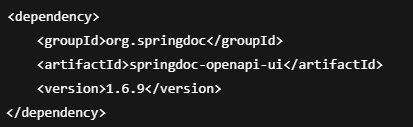 <dependency>
    <groupId>org.springdoc</groupId>
    <artifactId>springdoc-openapi-ui</artifactId>
    <version>1.6.9</version>
</dependency>